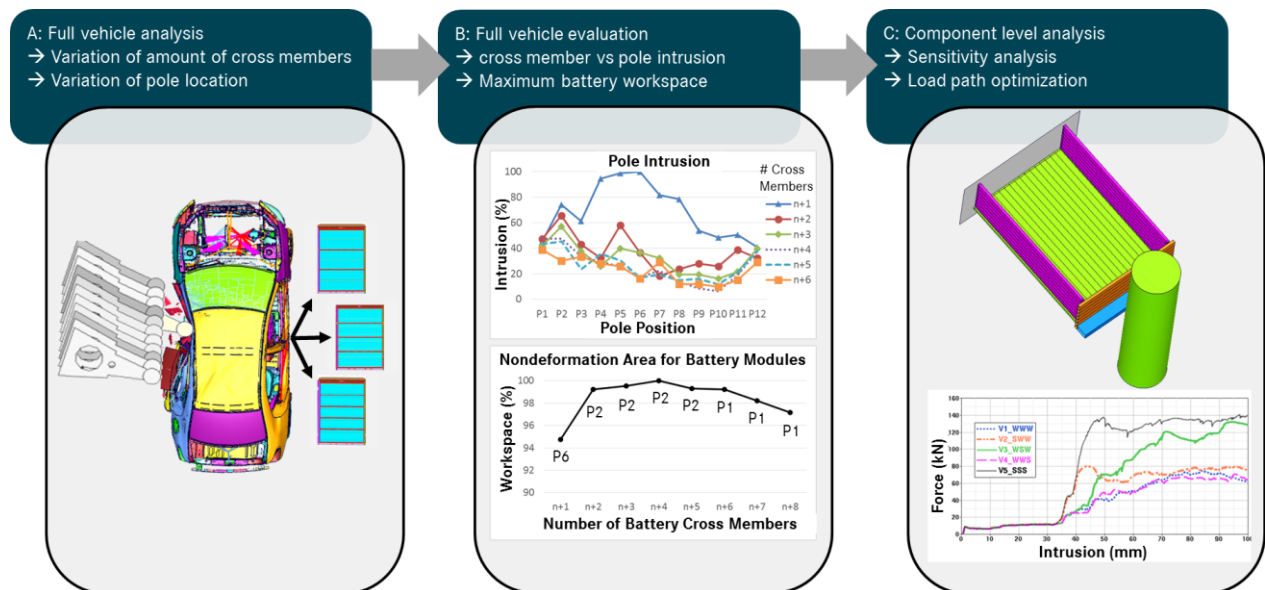 A: Full vehicle analysis
→ Variation of amount of cross members
→ Variation of pole location
B: Full vehicle evaluation
→ cross member vs pole intrusion
→ Maximum battery workspace
C: Component level analysis
→ Sensitivity analysis
→ Load path optimization
Pole Intrusion
# Cross
Members
Intrusion (%)
100
80
60
40
20
0
n+1
n+2
n+3
n+4
n+5
n+6
P1 P2 P3 P4 P5 P6 P7 P8 P9 P10 P11 P12
Pole Position
Nondeformation Area for Battery Modules
Workspace (%)
100
98
96
94
92
90
P6 P2 P2 P2 P2 P1 P1 P1
n+1 n+2 n+3 n+4 n+5 n+6 n+7 n+8
Number of Battery Cross Members
Force (kN)
160
140
120
100
80
60
40
20
0
V1_WWW
V2_SWW
V3_WSW
V4_WWS
V5_SSS
0 10 20 30 40 50 60 70 80 90 100
Intrusion (mm)